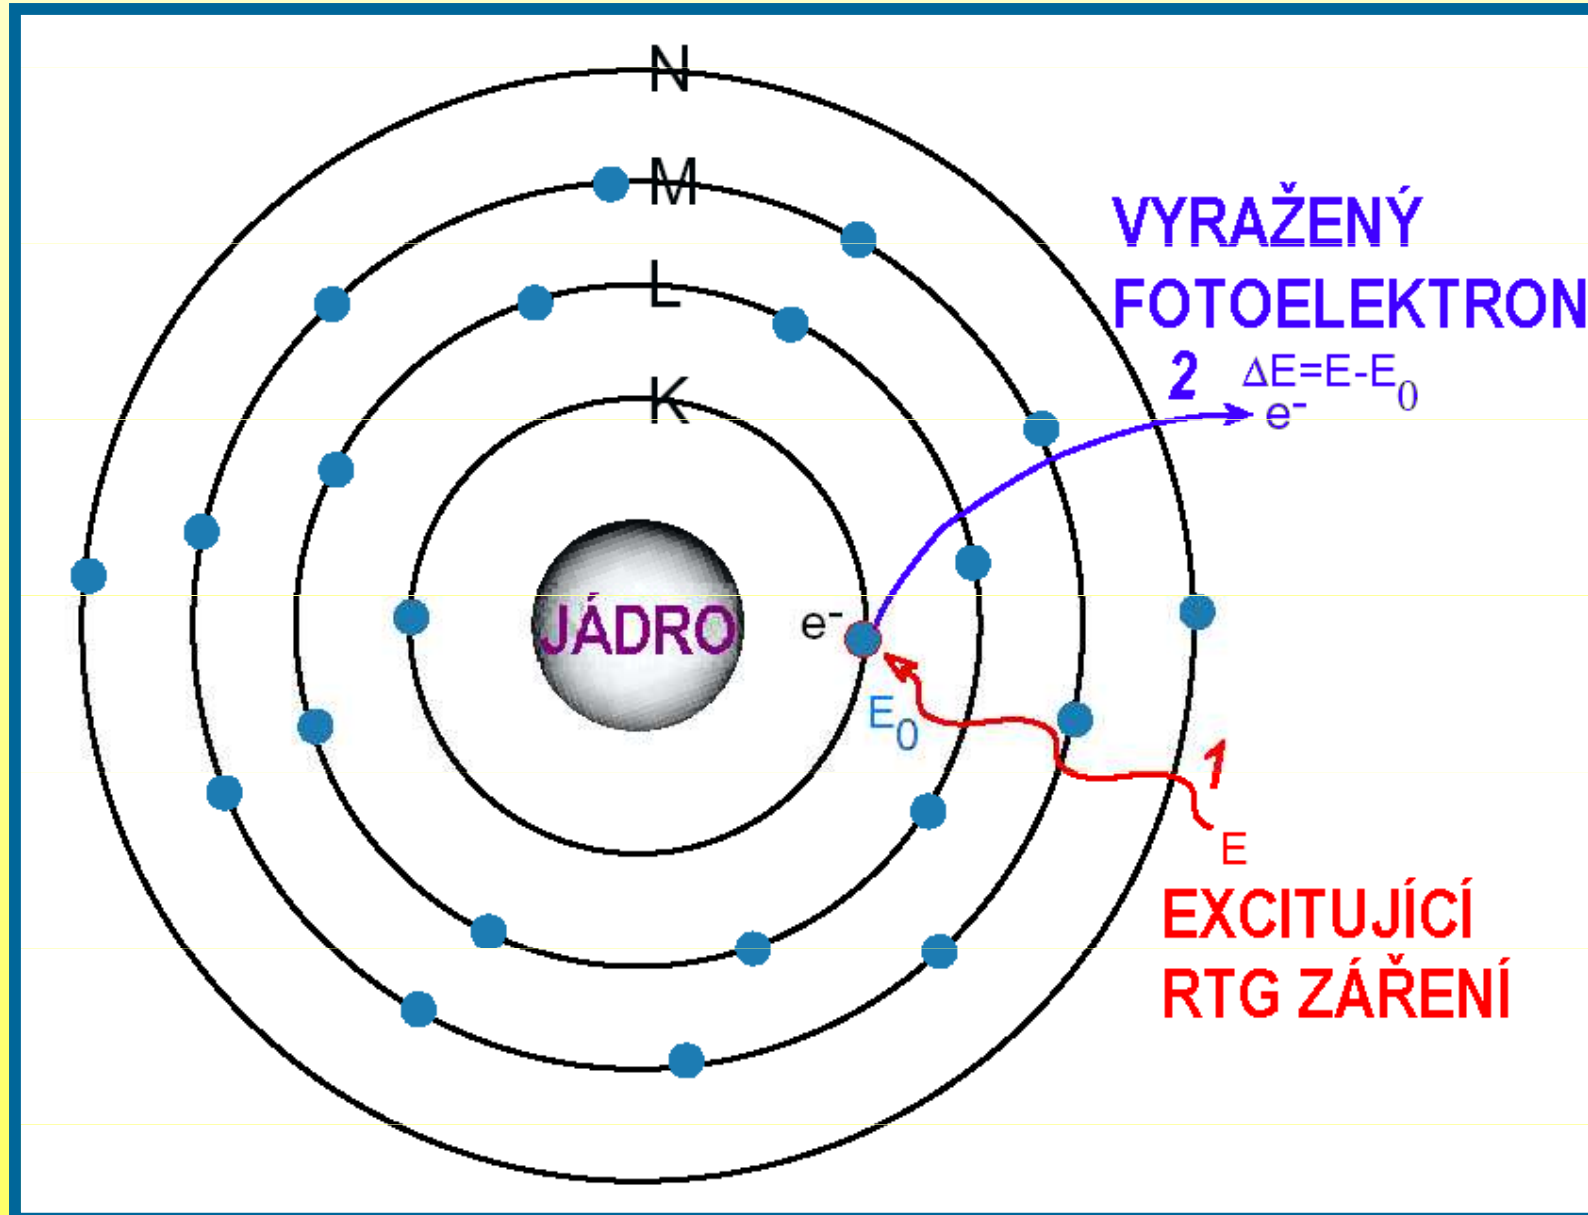 N
M
L
K
VYRAŽENÝ
FOTOELEKTRON
2 ΔE=E-E₀
e⁻
JÁDRO
e⁻
E₀
1
E
EXCITUJÍCÍ
RTG ZÁŘENÍ